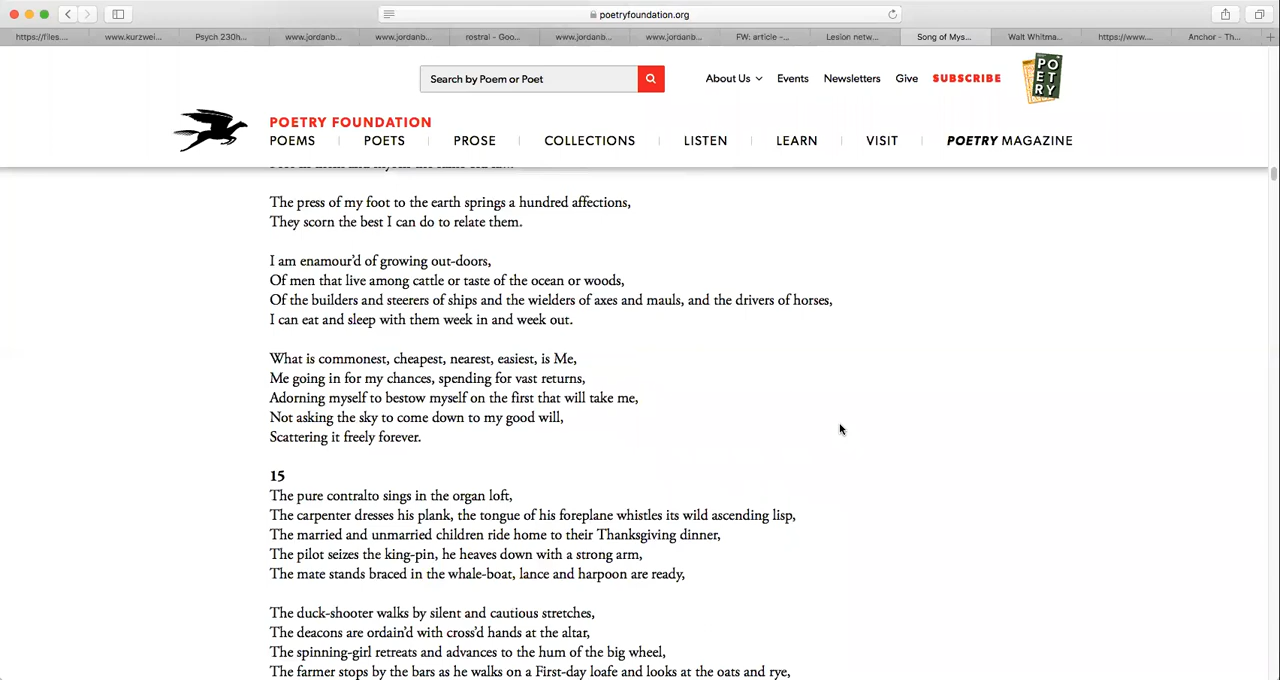 poetryfoundation.org
https://files....
www.kurzwei...
Psych 230h...
www.jordanb...
www.jordanb...
rostral - Goo...
www.jordanb...
www.jordanb...
FW: article -...
Lesion netw...
Song of Mys...
Walt Whitma...
https://www....
Anchor - Th...
Search by Poem or Poet
About Us
Events
Newsletters
Give
SUBSCRIBE
PO
ET
RY
POETRY FOUNDATION
POEMS
POETS
PROSE
COLLECTIONS
LISTEN
LEARN
VISIT
POETRY MAGAZINE
The press of my foot to the earth springs a hundred affections,
They scorn the best I can do to relate them.
I am enamour’d of growing out-doors,
Of men that live among cattle or taste of the ocean or woods,
Of the builders and steerers of ships and the wielders of axes and mauls, and the drivers of horses,
I can eat and sleep with them week in and week out.
What is commonest, cheapest, nearest, easiest, is Me,
Me going in for my chances, spending for vast returns,
Adorning myself to bestow myself on the first that will take me,
Not asking the sky to come down to my good will,
Scattering it freely forever.
15
The pure contralto sings in the organ loft,
The carpenter dresses his plank, the tongue of his foreplane whistles its wild ascending lisp,
The married and unmarried children ride home to their Thanksgiving dinner,
The pilot seizes the king-pin, he heaves down with a strong arm,
The mate stands braced in the whale-boat, lance and harpoon are ready,
The duck-shooter walks by silent and cautious stretches,
The deacons are ordain’d with cross’d hands at the altar,
The spinning-girl retreats and advances to the hum of the big wheel,
The farmer stops by the bars as he walks on a First-day loafe and looks at the oats and rye,